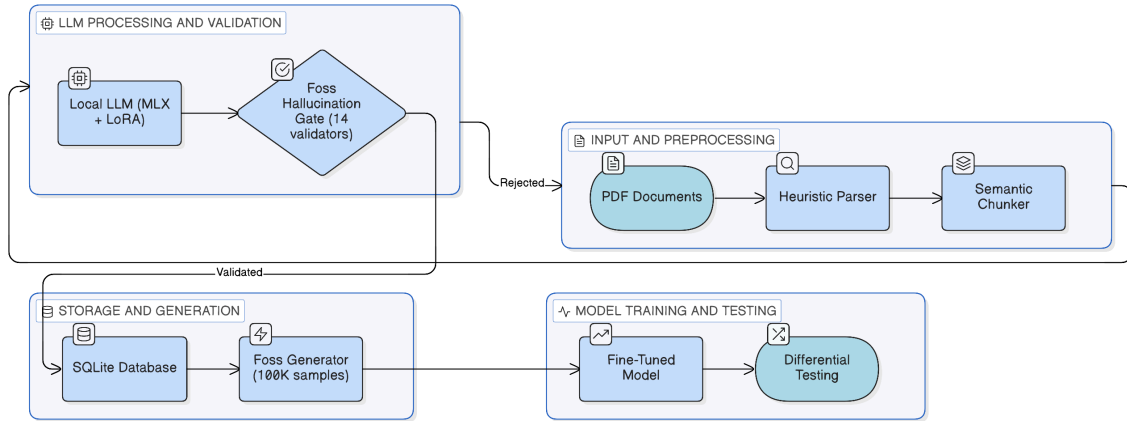 LLM PROCESSING AND VALIDATION
Local LLM (MLX
+ LoRA)
Foss
Hallucination
Gate (14
validators)
Rejected
INPUT AND PREPROCESSING
PDF Documents
Heuristic Parser
Semantic
Chunker
Validated
STORAGE AND GENERATION
SQLite Database
Foss Generator
(100K samples)
MODEL TRAINING AND TESTING
Fine-Tuned
Model
Differential
Testing